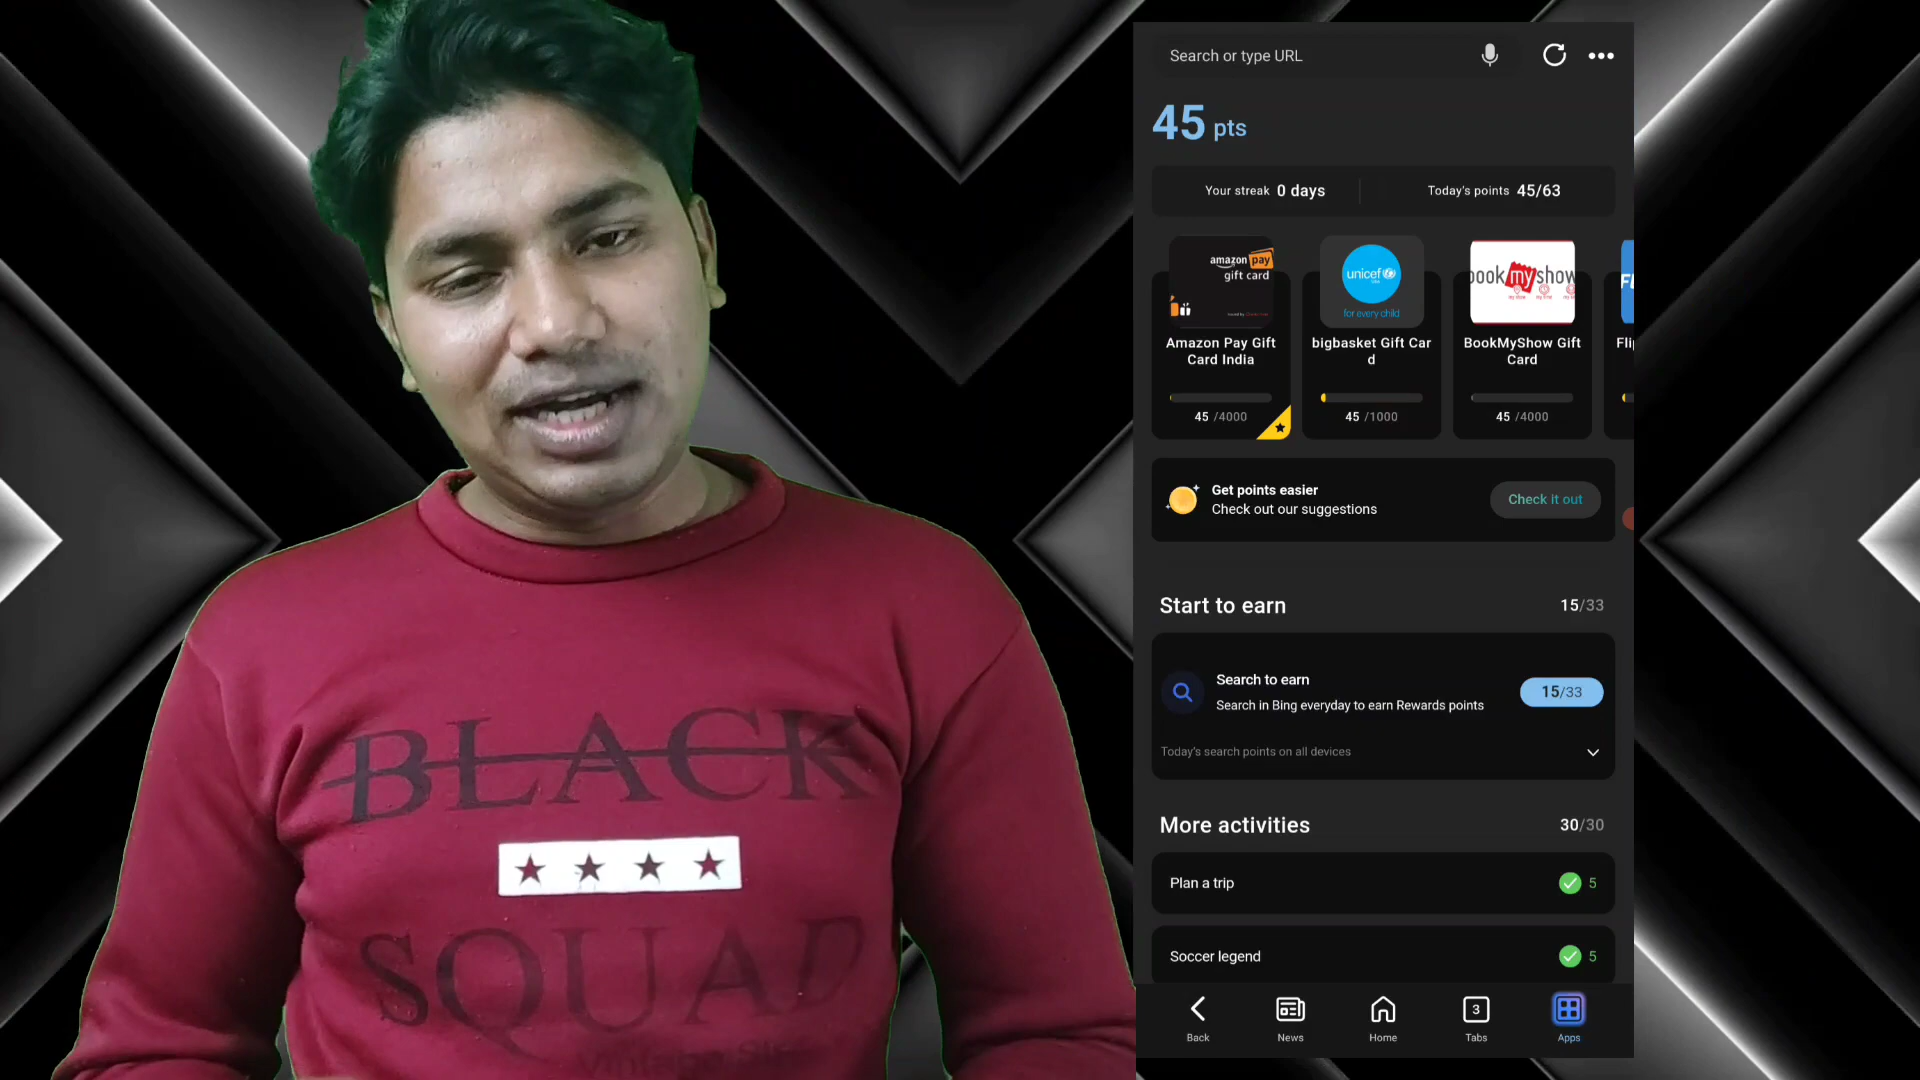 BLACK
SQUAD
Search or type URL
45 pts
Your streak 0 days
Today's points 45/63
amazon pay
gift card
unicef
for every child
book my show
Amazon Pay Gift
Card India
bigbasket Gift Car
d
BookMyShow Gift
Card
45 /4000
45 /1000
45 /4000
Get points easier
Check out our suggestions
Check it out
Start to earn
15/33
Search to earn
Search in Bing everyday to earn Rewards points
15/33
Today's search points on all devices
More activities
30/30
Plan a trip
5
Soccer legend
5
Back
News
Home
3
Tabs
Apps